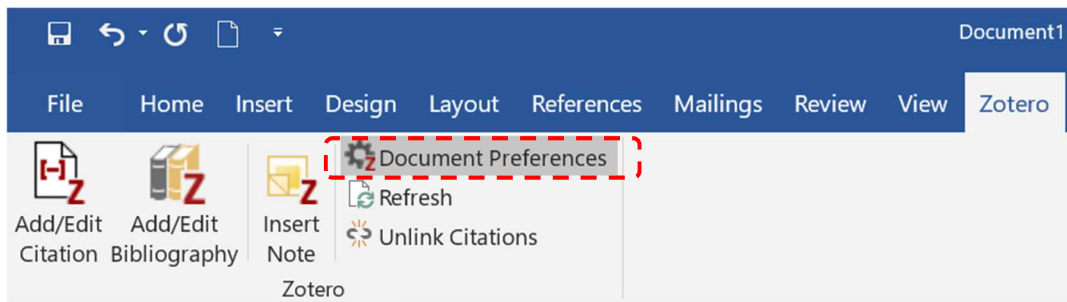 Document1
File Home Insert Design Layout References Mailings Review View Zotero
Document Preferences
Refresh
Unlink Citations
Add/Edit Citation
Add/Edit Bibliography
Insert Note
Zotero